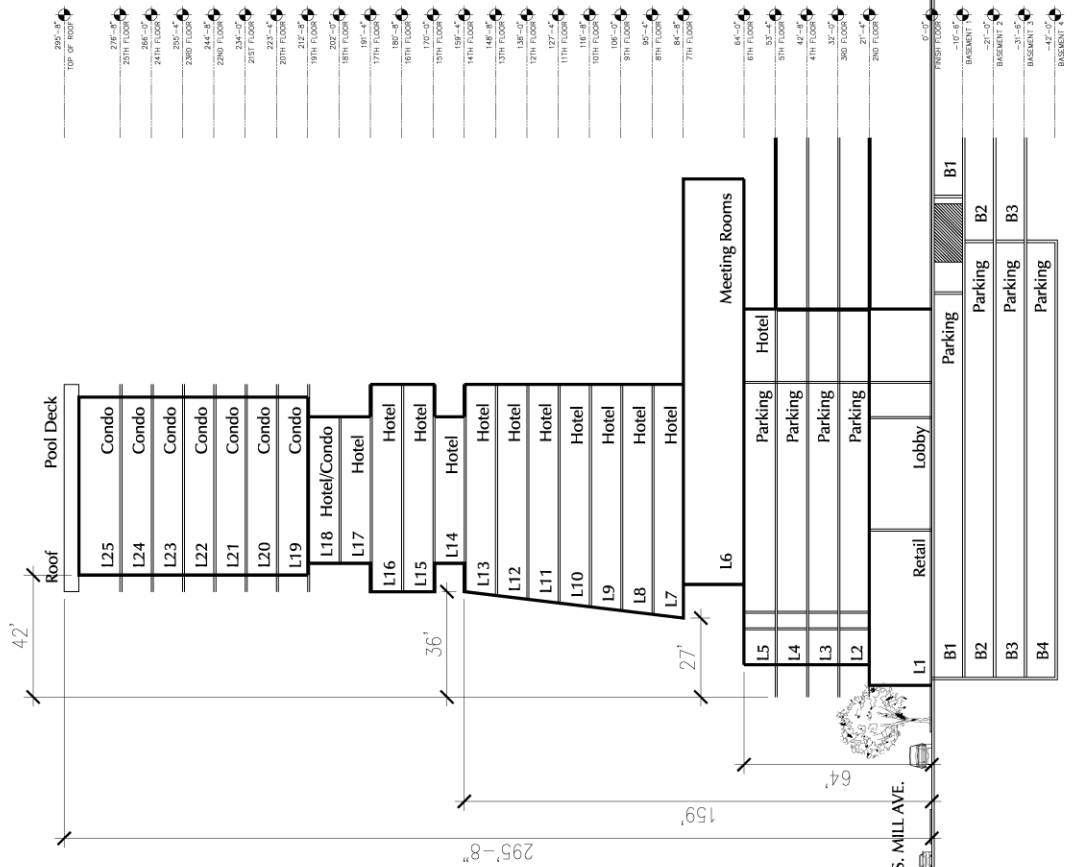 42'
Roof Pool Deck
L25 Condo
L24 Condo
L23 Condo
L22 Condo
L21 Condo
L20 Condo
L19 Condo
L18 Hotel/Condo
L17 Hotel
L16 Hotel
L15 Hotel
36'
L14 Hotel
L13 Hotel
L12 Hotel
L11 Hotel
L10 Hotel
L9 Hotel
L8 Hotel
L7 Hotel
27'
L6 Meeting Rooms
L5 Parking Hotel
L4 Parking
L3 Parking
L2 Parking
L1 Retail Lobby
B1 Parking B1
B2 Parking B2
B3 Parking B3
B4 Parking
295'-8"
159'
64'
S. MILL AVE.
295'-8"
TOP OF ROOF
276'-8"
25TH FLOOR
266'-0"
24TH FLOOR
255'-4"
23RD FLOOR
244'-8"
22ND FLOOR
234'-0"
21ST FLOOR
223'-4"
20TH FLOOR
212'-8"
19TH FLOOR
202'-0"
18TH FLOOR
191'-4"
17TH FLOOR
180'-8"
16TH FLOOR
170'-0"
15TH FLOOR
159'-4"
14TH FLOOR
148'-8"
13TH FLOOR
138'-0"
12TH FLOOR
127'-4"
11TH FLOOR
116'-8"
10TH FLOOR
106'-0"
9TH FLOOR
95'-4"
8TH FLOOR
84'-8"
7TH FLOOR
64'-0"
6TH FLOOR
53'-4"
5TH FLOOR
42'-8"
4TH FLOOR
32'-0"
3RD FLOOR
21'-4"
2ND FLOOR
0'-0"
FINISH FLOOR
-10'-6"
BASEMENT 1
-21'-0"
BASEMENT 2
-31'-6"
BASEMENT 3
-42'-0"
BASEMENT 4